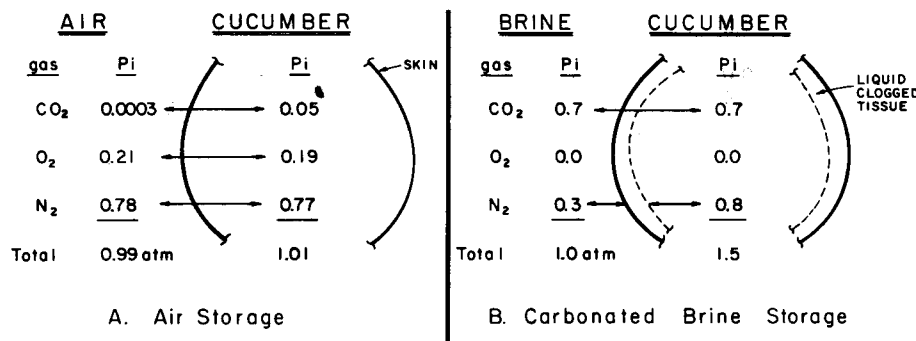 AIR CUCUMBER
gas Pi Pi
SKIN
CO₂ 0.0003 0.05
O₂ 0.21 0.19
N₂ 0.78 0.77
Total 0.99 atm 1.01
A. Air Storage
BRINE CUCUMBER
gas Pi Pi
LIQUID
CLOGGED
TISSUE
CO₂ 0.7 0.7
O₂ 0.0 0.0
N₂ 0.3 0.8
Total 1.0 atm 1.5
B. Carbonated Brine Storage